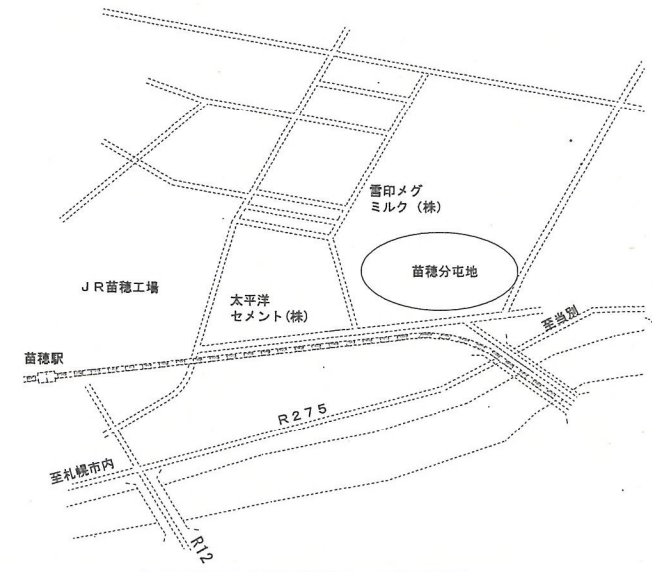 雪印メグ
ミルク（株）
苗穂分屯地
ＪＲ苗穂工場
太平洋
セメント（株）
至当別
苗穂駅
Ｒ２７５
至札幌市内
R12